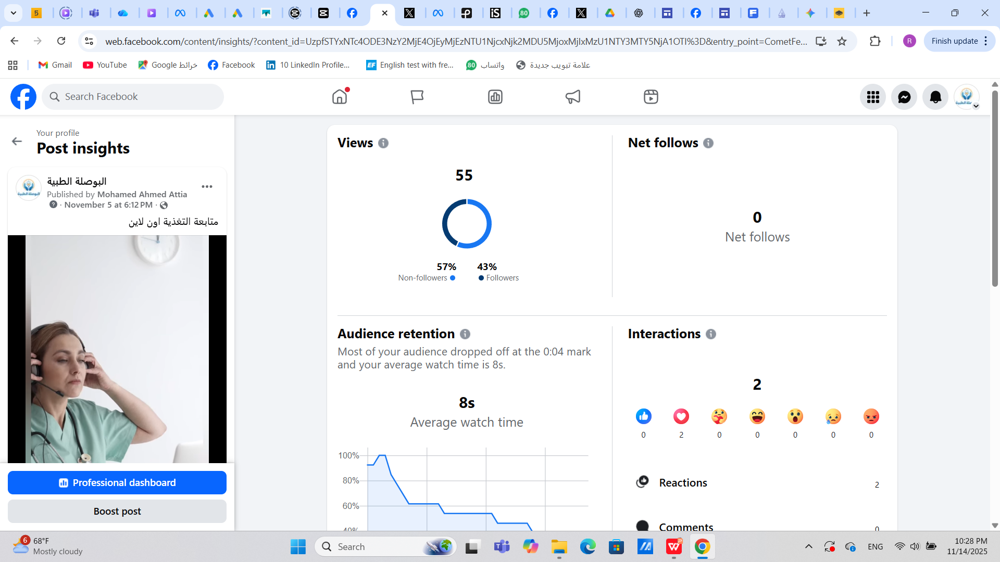 5
80
Finish update
web.facebook.com/content/insights/?content_id=UzpfSTYxNTc4ODE3NzY2MjE4OjEyMjEzNTU1NjcxNjk2MDU5MjoxMjIxMzU1NTY3MTY5NjA1OTI%3D&entry_point=CometFe...
R
Gmail
YouTube
خرائط Google
Facebook
10 LinkedIn Profile...
EF
English test with fre...
80
واتساب
علامة تبويب جديدة
Search Facebook
Your profile
Post insights
البوصلة الطبية
Published by Mohamed Ahmed Attia
· November 5 at 6:12 PM ·
متابعة التغذية اون لاين
Professional dashboard
Boost post
Views
55
57%
43%
Non-followers
Followers
Net follows
0
Net follows
Audience retention
Most of your audience dropped off at the 0:04 mark
and your average watch time is 8s.
8s
Average watch time
100%
80%
60%
40%
Interactions
2
0
2
0
0
0
0
0
Reactions
2
Comments
0
6
68°F
Mostly cloudy
Search
ENG
10:28 PM
11/14/2025